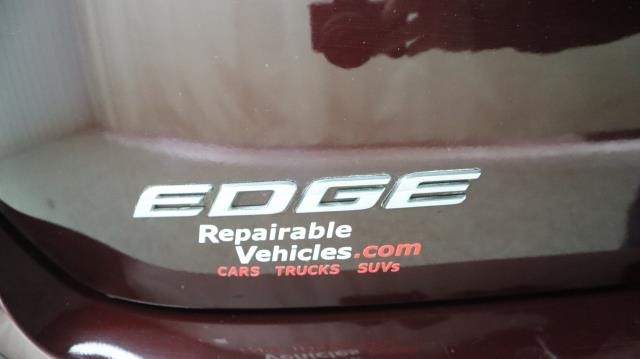 EDGE
Repairable
Vehicles.com
CARS TRUCKS SUVs